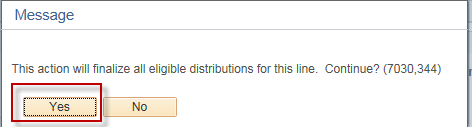 Message
This action will finalize all eligible distributions for this line.  Continue? (7030,344)
Yes No